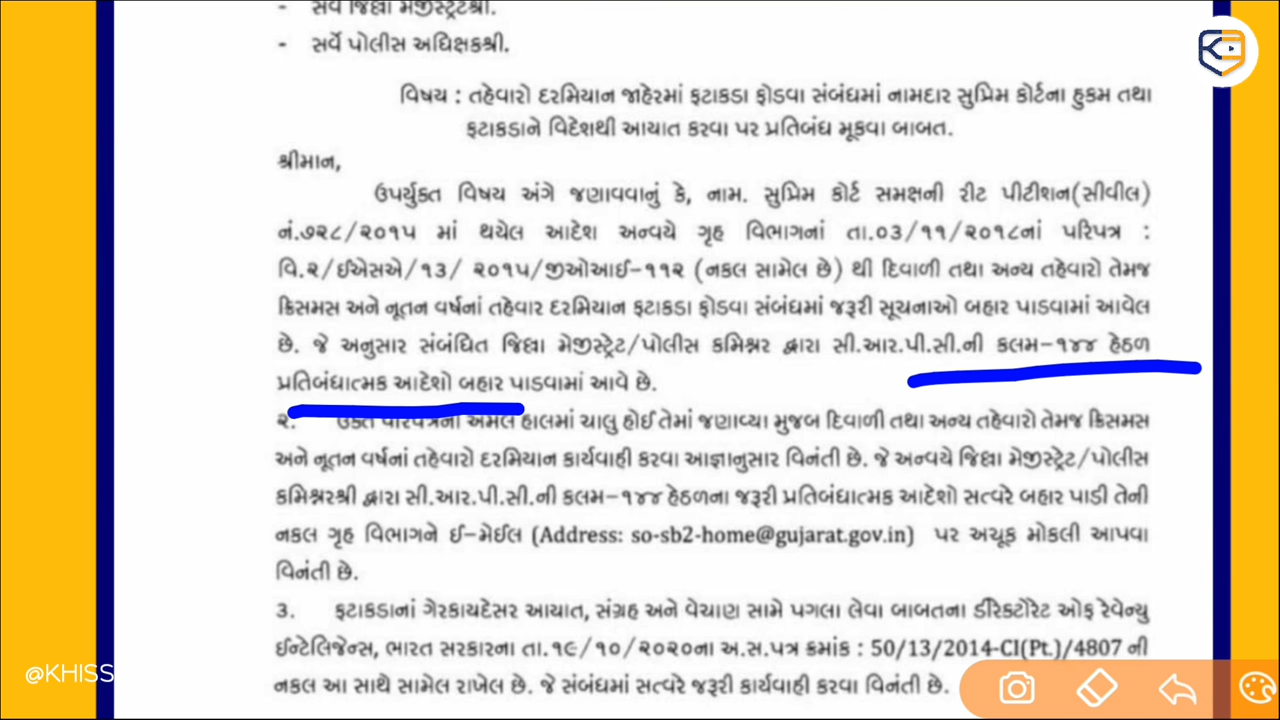 - સર્વે જિલ્લા મેજીસ્ટ્રેટશ્રી.
- સર્વે પોલીસ અધિક્ષકશ્રી.
વિષય : તહેવારો દરમિયાન જાહેરમાં ફટાકડા ફોડવા સંબંધમાં નામદાર સુપ્રિમ કોર્ટના હુકમ તથા
ફટાકડાને વિદેશથી આયાત કરવા પર પ્રતિબંધ મૂકવા બાબત.
શ્રીમાન,
ઉપર્યુક્ત વિષય અંગે જણાવવાનું કે, નામ. સુપ્રિમ કોર્ટ સમક્ષની રીટ પીટીશન(સીવીલ)
નં.૭૨૮/૨૦૧૫ માં થયેલ આદેશ અન્વયે ગૃહ વિભાગનાં તા.૦૩/૧૧/૨૦૧૮નાં પરિપત્ર :
વિ.૨/ઈએસએ/૧૩/ ૨૦૧૫/જીઓઆઈ-૧૧૨ (નકલ સામેલ છે) થી દિવાળી તથા અન્ય તહેવારો તેમજ
ક્રિસમસ અને નૂતન વર્ષનાં તહેવાર દરમિયાન ફટાકડા ફોડવા સંબંધમાં જરૂરી સૂચનાઓ બહાર પાડવામાં આવેલ
છે. જે અનુસાર સંબંધિત જિલ્લા મેજીસ્ટ્રેટ/પોલીસ કમિશ્નર દ્વારા સી.આર.પી.સી.ની કલમ-૧૪૪ હેઠળ
પ્રતિબંધાત્મક આદેશો બહાર પાડવામાં આવે છે.
૨. ઉક્ત પરિપત્રનો અમલ હાલમાં ચાલુ હોઈ તેમાં જણાવ્યા મુજબ દિવાળી તથા અન્ય તહેવારો તેમજ ક્રિસમસ
અને નૂતન વર્ષનાં તહેવારો દરમિયાન કાર્યવાહી કરવા આજ્ઞાનુસાર વિનંતી છે. જે અન્વયે જિલ્લા મેજીસ્ટ્રેટ/પોલીસ
કમિશ્નરશ્રી દ્વારા સી.આર.પી.સી.ની કલમ-૧૪૪ હેઠળના જરૂરી પ્રતિબંધાત્મક આદેશો સત્વરે બહાર પાડી તેની
નકલ ગૃહ વિભાગને ઈ-મેઈલ (Address: so-sb2-home@gujarat.gov.in) પર અચૂક મોકલી આપવા
વિનંતી છે.
૩. ફટાકડાનાં ગેરકાયદેસર આયાત, સંગ્રહ અને વેચાણ સામે પગલા લેવા બાબતના ડીરેક્ટોરેટ ઓફ રેવેન્યુ
ઈન્ટેલિજેન્સ, ભારત સરકારના તા.૧૯/૧૦/૨૦૨૦ના અ.સ.પત્ર ક્રમાંક : 50/13/2014-CI(Pt.)/4807 ની
નકલ આ સાથે સામેલ રાખેલ છે. જે સંબંધમાં સત્વરે જરૂરી કાર્યવાહી કરવા વિનંતી છે.
@KHISS